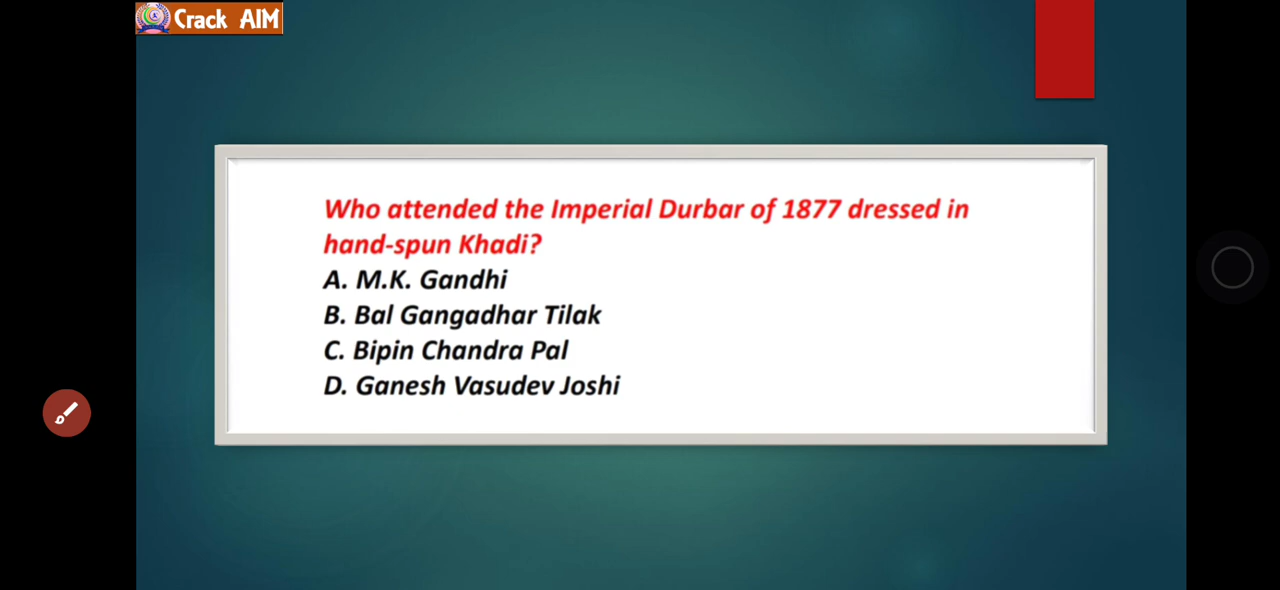 Crack AIM
Who attended the Imperial Durbar of 1877 dressed in
hand-spun Khadi?
A. M.K. Gandhi
B. Bal Gangadhar Tilak
C. Bipin Chandra Pal
D. Ganesh Vasudev Joshi